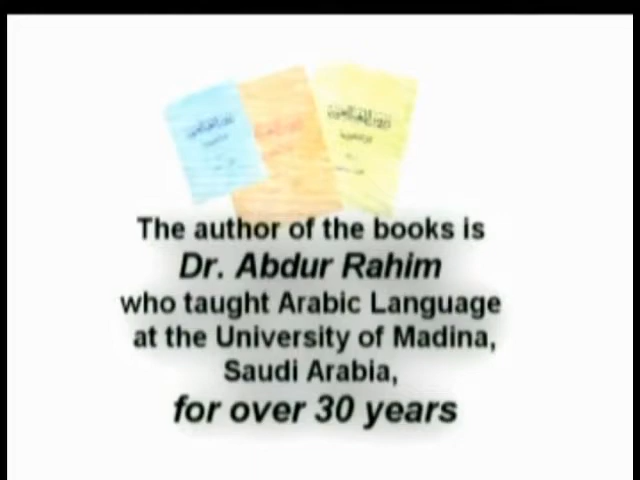 The author of the books is
Dr. Abdur Rahim
who taught Arabic Language
at the University of Madina,
Saudi Arabia,
for over 30 years